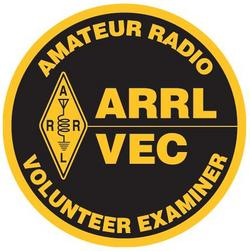 AMATEUR RADIO
A
R R
L
ARRL
VEC
VOLUNTEER EXAMINER